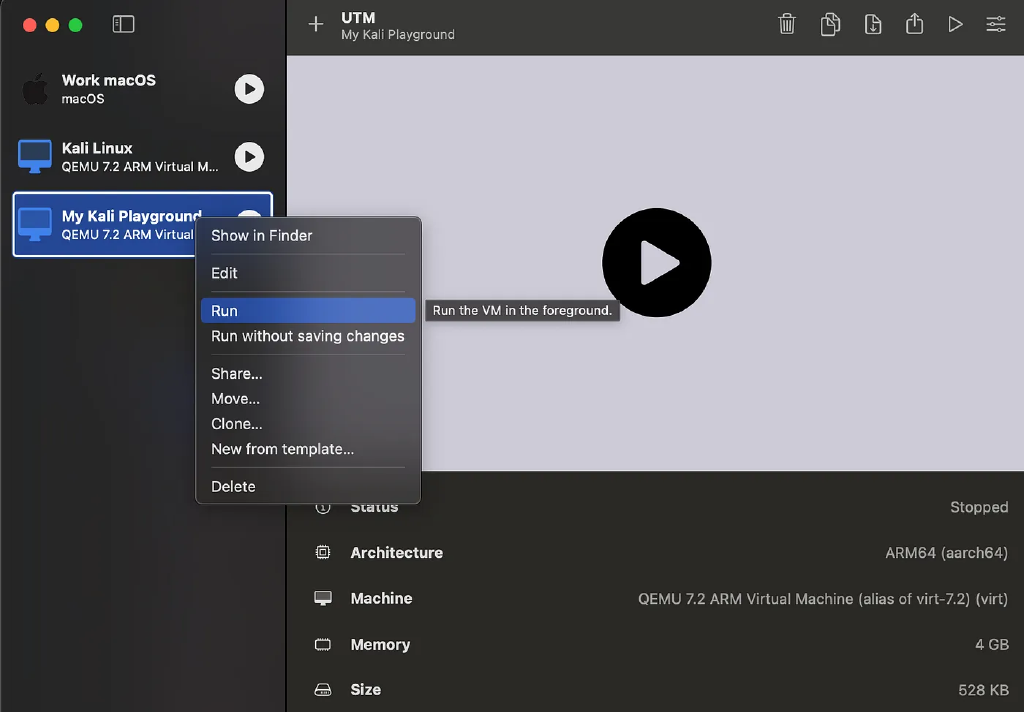 UTM
My Kali Playground
Work macOS
macOS
Kali Linux
QEMU 7.2 ARM Virtual M...
My Kali Playground
QEMU 7.2 ARM Virtual
Show in Finder
Edit
Run
Run the VM in the foreground.
Run without saving changes
Share...
Move...
Clone...
New from template...
Delete
Status
Stopped
Architecture
ARM64 (aarch64)
Machine
QEMU 7.2 ARM Virtual Machine (alias of virt-7.2) (virt)
Memory
4 GB
Size
528 KB